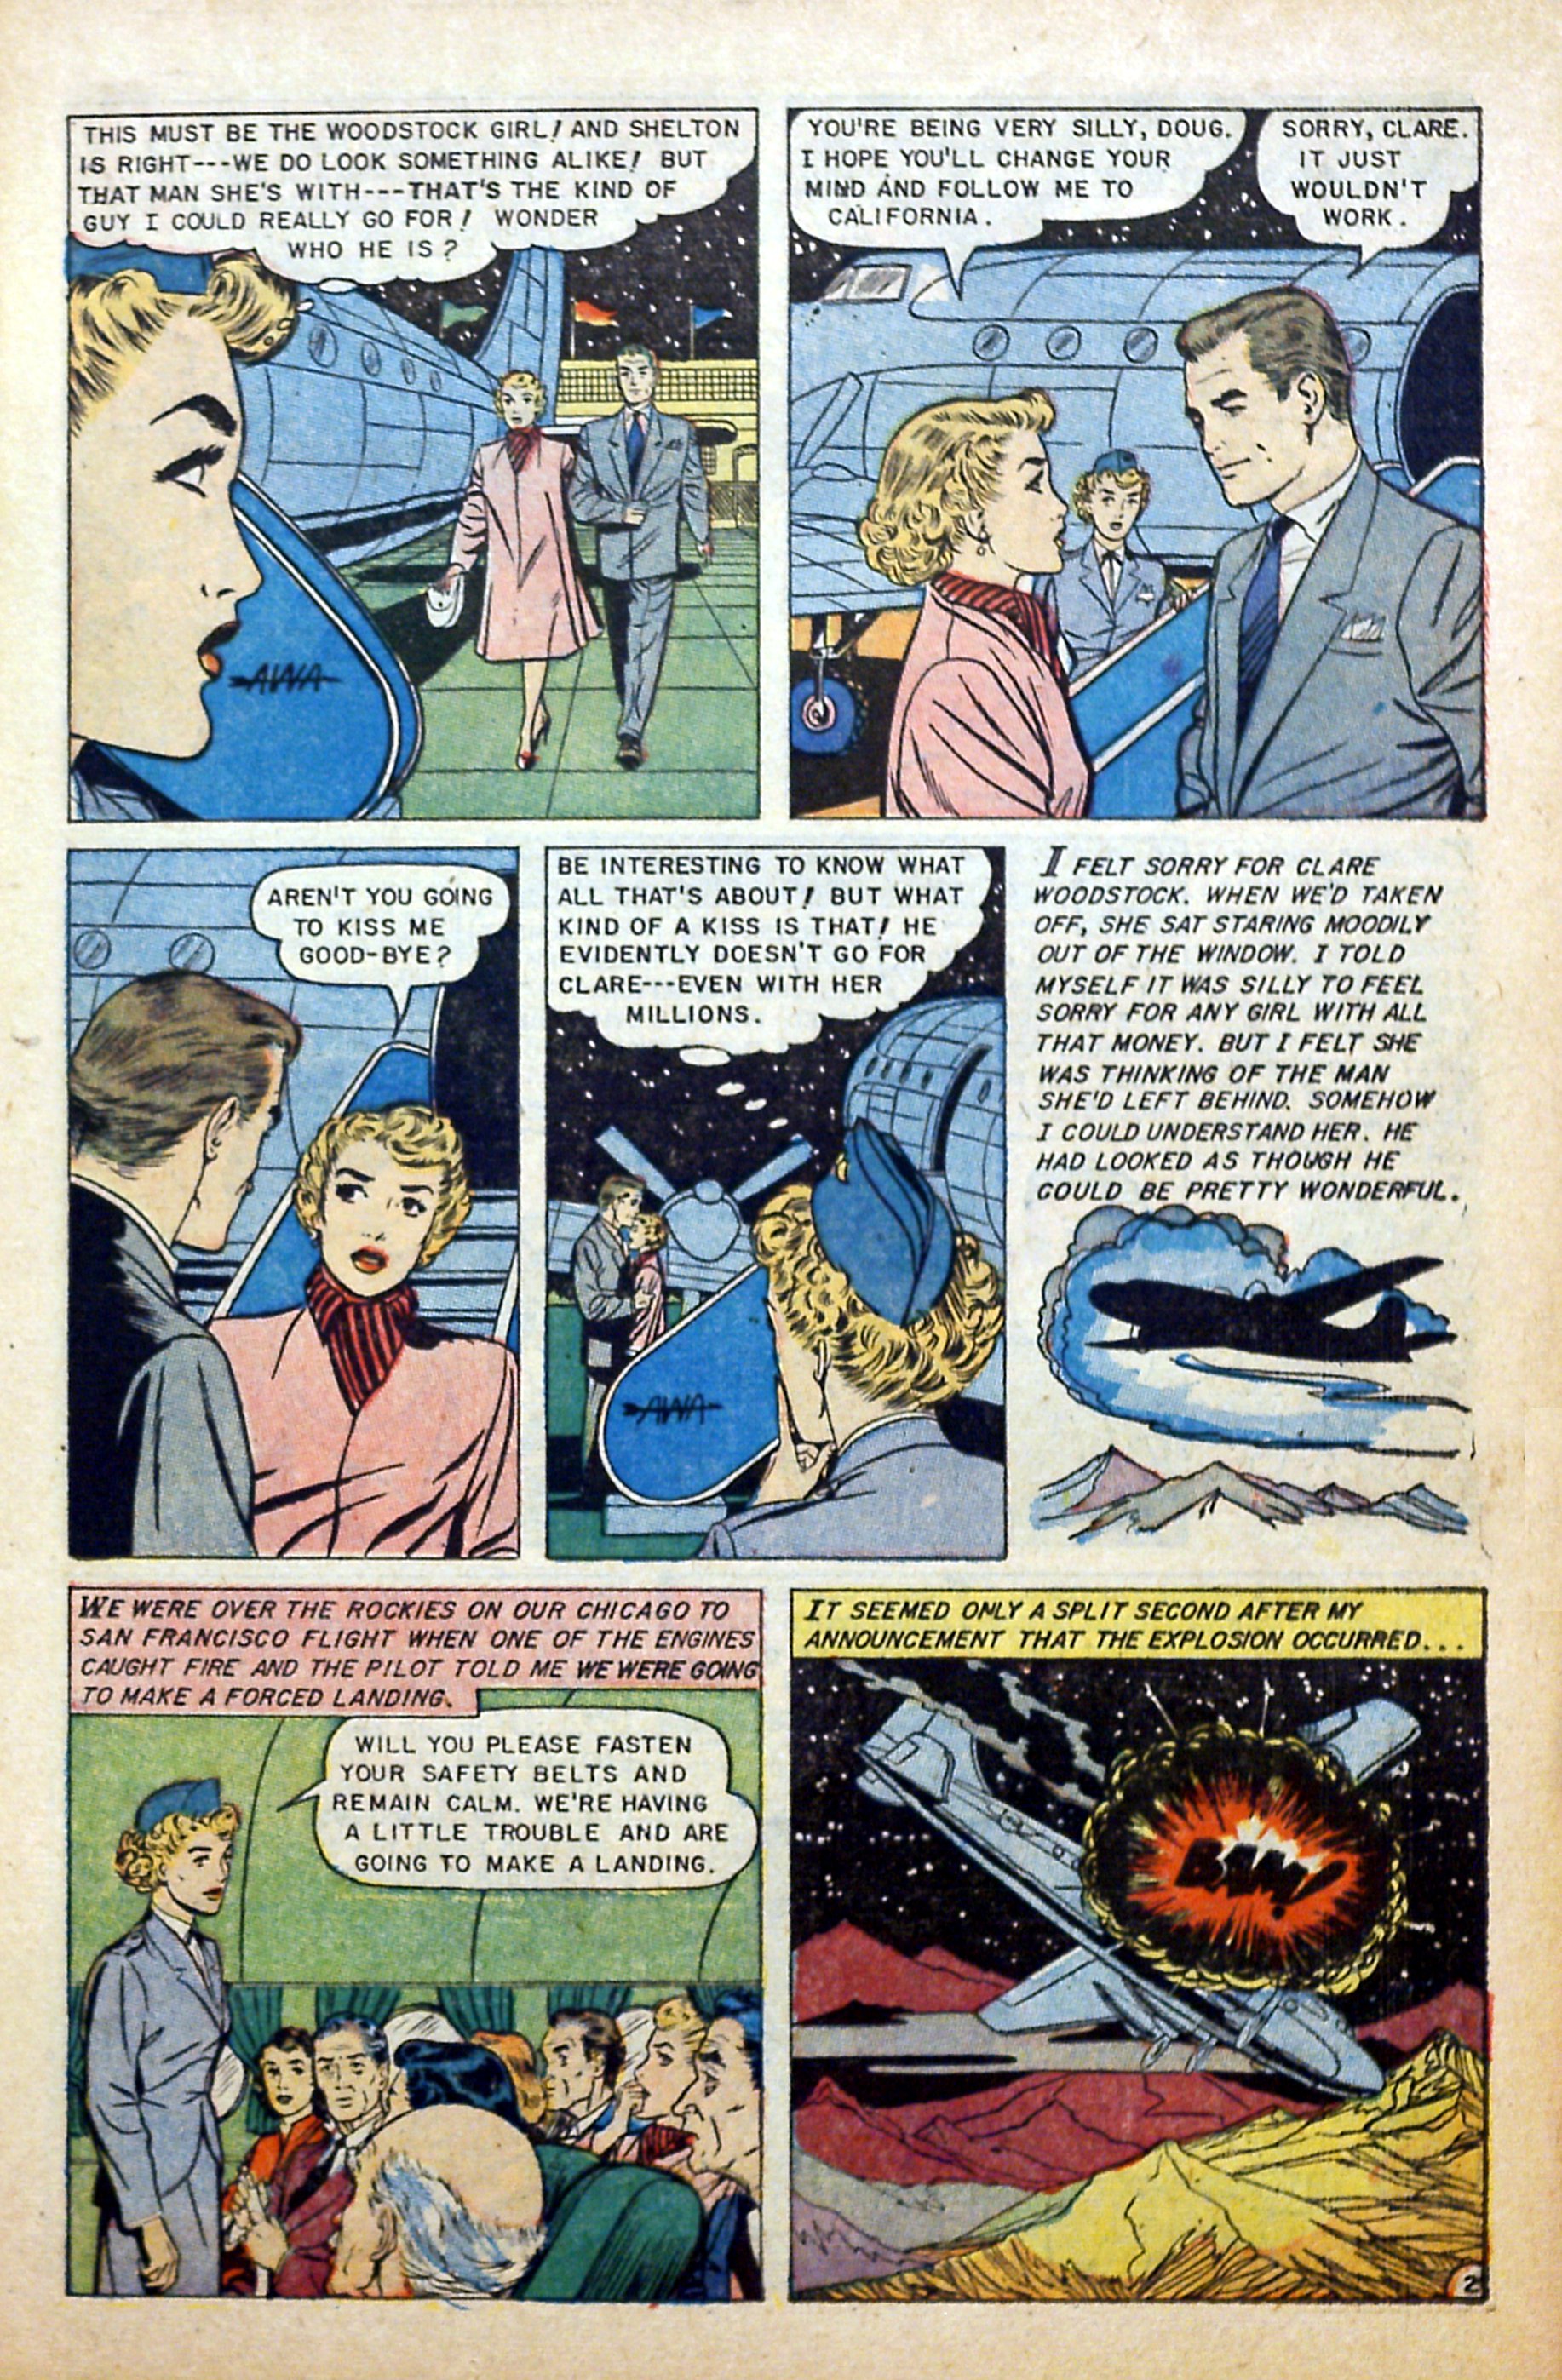 THIS MUST BE THE WOODSTOCK GIRL! AND SHELTON
IS RIGHT---WE DO LOOK SOMETHING ALIKE! BUT
THAT MAN SHE'S WITH---THAT'S THE KIND OF
GUY I COULD REALLY GO FOR! WONDER
WHO HE IS?
AWA
YOU'RE BEING VERY SILLY, DOUG.
I HOPE YOU'LL CHANGE YOUR
MIND AND FOLLOW ME TO
CALIFORNIA.
SORRY, CLARE.
IT JUST
WOULDN'T
WORK.
AREN'T YOU GOING
TO KISS ME
GOOD-BYE?
BE INTERESTING TO KNOW WHAT
ALL THAT'S ABOUT! BUT WHAT
KIND OF A KISS IS THAT! HE
EVIDENTLY DOESN'T GO FOR
CLARE---EVEN WITH HER
MILLIONS.
AWA
I FELT SORRY FOR CLARE
WOODSTOCK. WHEN WE'D TAKEN
OFF, SHE SAT STARING MOODILY
OUT OF THE WINDOW. I TOLD
MYSELF IT WAS SILLY TO FEEL
SORRY FOR ANY GIRL WITH ALL
THAT MONEY. BUT I FELT SHE
WAS THINKING OF THE MAN
SHE'D LEFT BEHIND. SOMEHOW
I COULD UNDERSTAND HER. HE
HAD LOOKED AS THOUGH HE
COULD BE PRETTY WONDERFUL.
WE WERE OVER THE ROCKIES ON OUR CHICAGO TO
SAN FRANCISCO FLIGHT WHEN ONE OF THE ENGINES
CAUGHT FIRE AND THE PILOT TOLD ME WE WERE GOING
TO MAKE A FORCED LANDING.
WILL YOU PLEASE FASTEN
YOUR SAFETY BELTS AND
REMAIN CALM. WE'RE HAVING
A LITTLE TROUBLE AND ARE
GOING TO MAKE A LANDING.
IT SEEMED ONLY A SPLIT SECOND AFTER MY
ANNOUNCEMENT THAT THE EXPLOSION OCCURRED...
BAM!
2